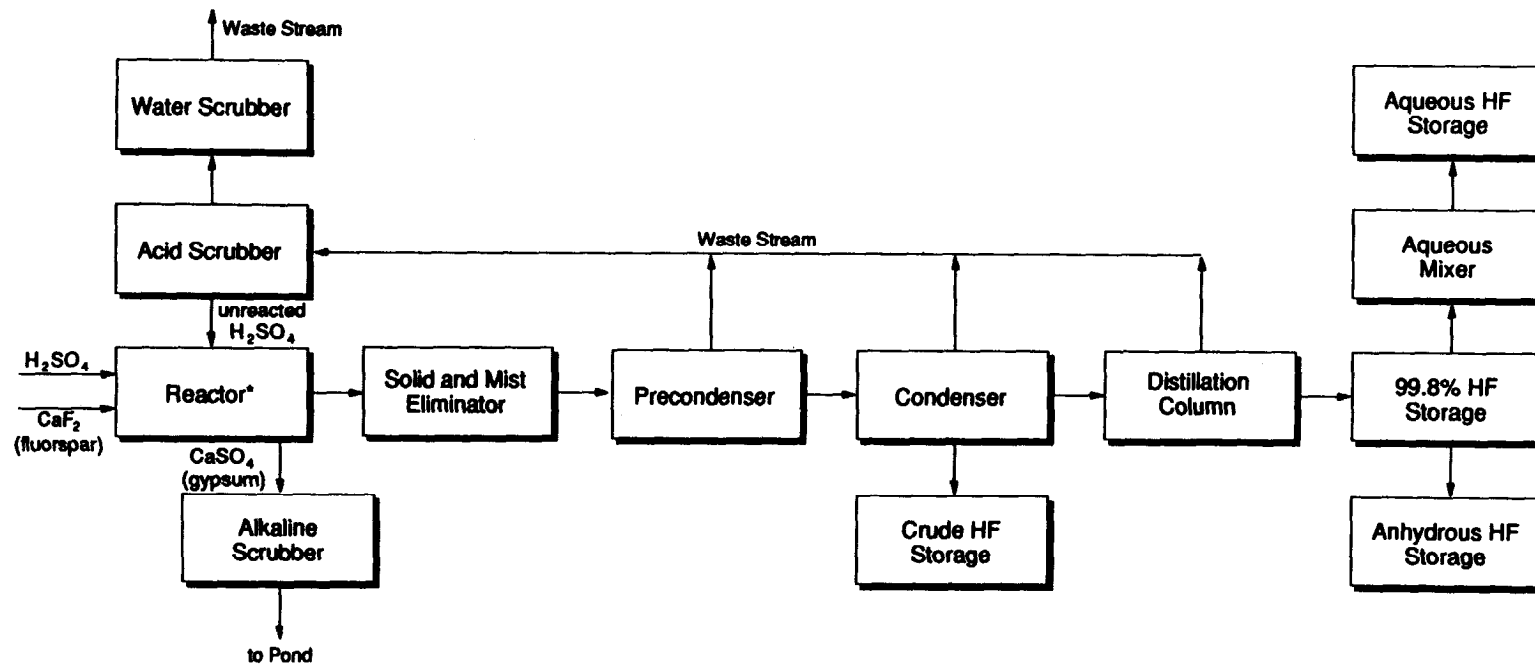 Waste Stream
Water Scrubber
Aqueous HF
Storage
Acid Scrubber
Waste Stream
Aqueous
Mixer
unreacted
H₂SO₄
H₂SO₄
CaF₂
(fluorspar)
Reactor*
Solid and Mist
Eliminator
Precondenser
Condenser
Distillation
Column
99.8% HF
Storage
CaSO₄
(gypsum)
Alkaline
Scrubber
Crude HF
Storage
Anhydrous HF
Storage
to Pond